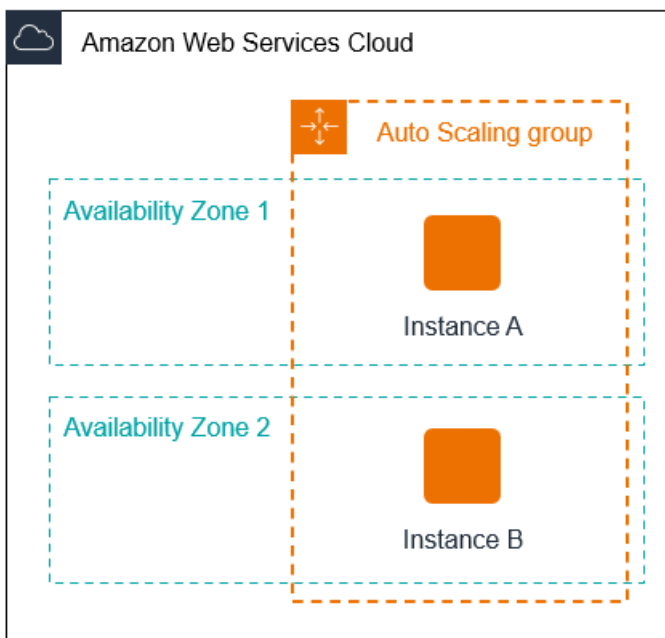 Amazon Web Services Cloud
Auto Scaling group
Availability Zone 1
Instance A
Availability Zone 2
Instance B